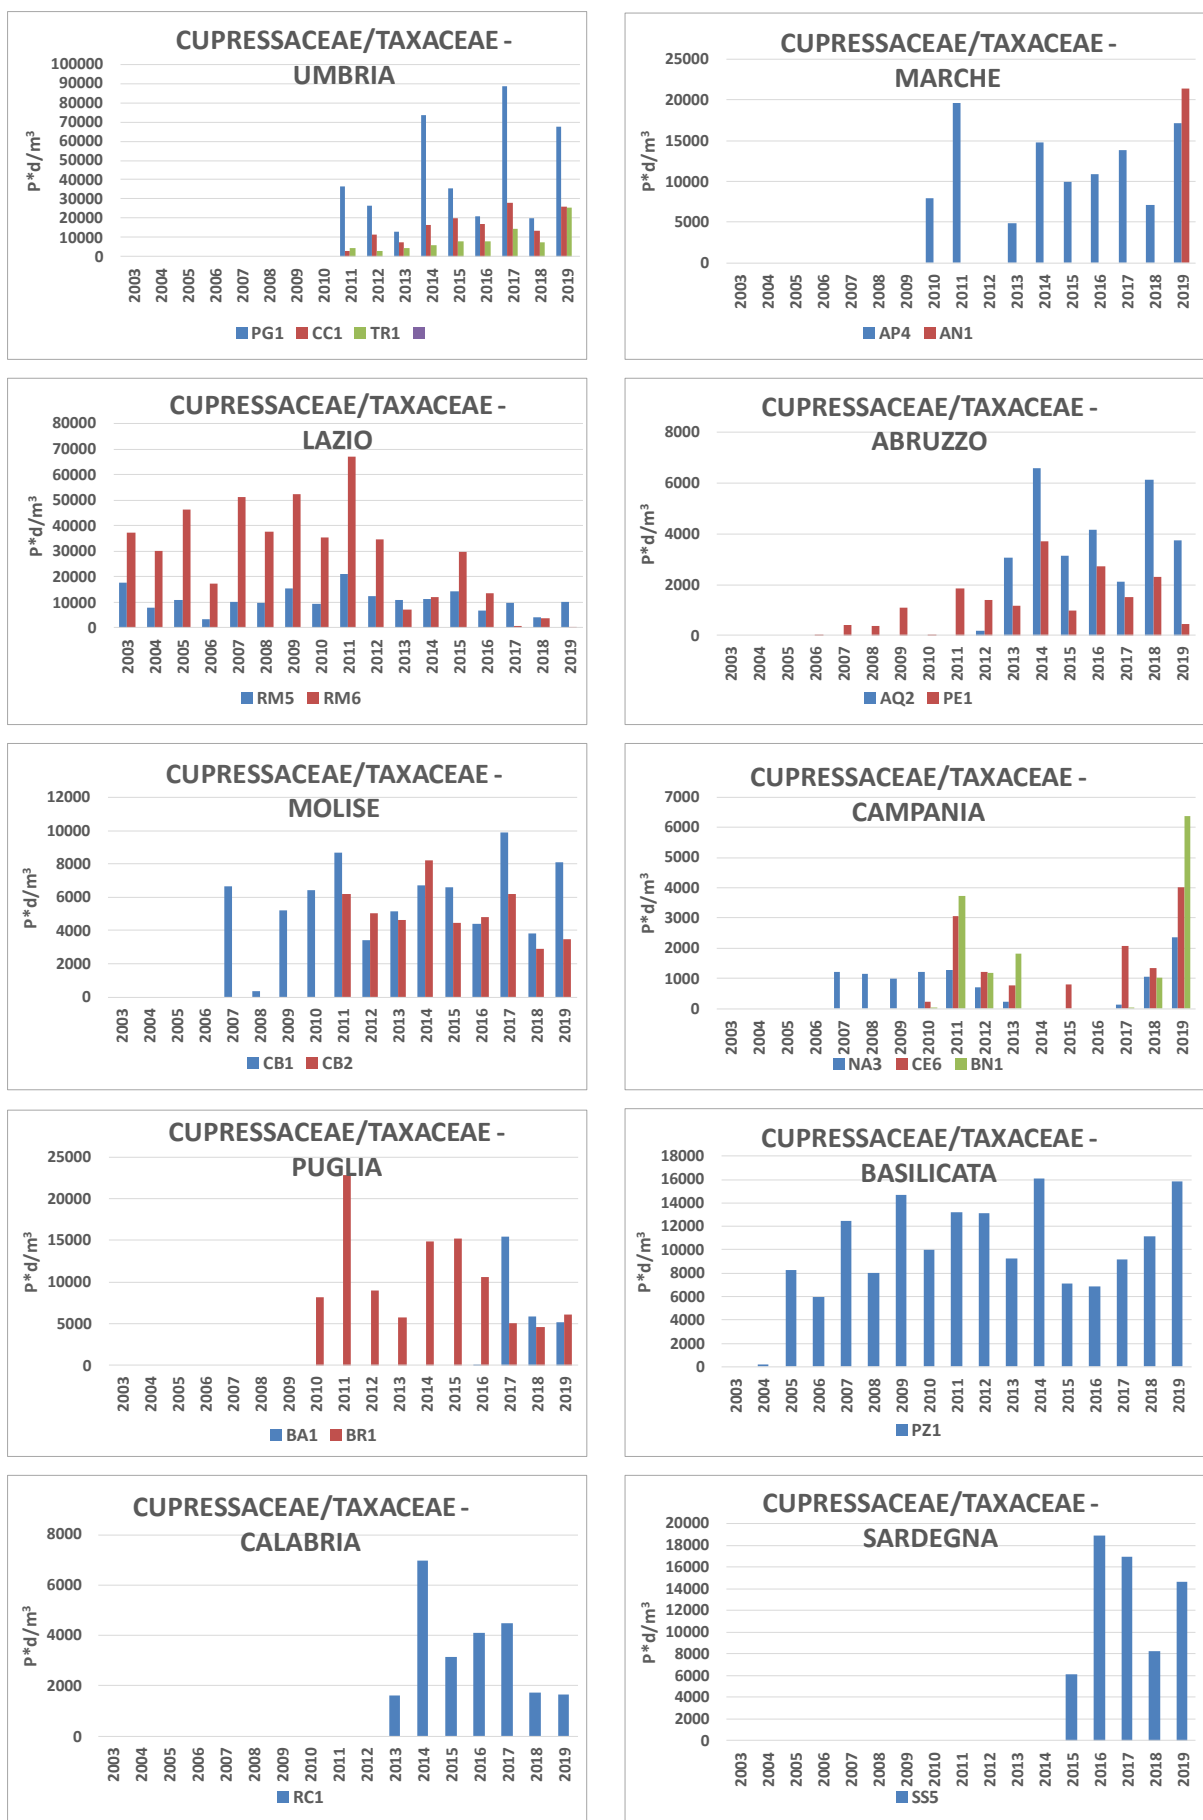 CUPRESSACEAE/TAXACEAE -
UMBRIA
100000
90000
80000
70000
60000
50000
40000
30000
20000
10000
0
P*d/m³
2003 2004 2005 2006 2007 2008 2009 2010 2011 2012 2013 2014 2015 2016 2017 2018 2019
PG1 CC1 TR1
CUPRESSACEAE/TAXACEAE -
MARCHE
25000
20000
15000
10000
5000
0
P*d/m³
2003 2004 2005 2006 2007 2008 2009 2010 2011 2012 2013 2014 2015 2016 2017 2018 2019
AP4 AN1
CUPRESSACEAE/TAXACEAE -
LAZIO
80000
70000
60000
50000
40000
30000
20000
10000
0
P*d/m³
2003 2004 2005 2006 2007 2008 2009 2010 2011 2012 2013 2014 2015 2016 2017 2018 2019
RM5 RM6
CUPRESSACEAE/TAXACEAE -
ABRUZZO
8000
6000
4000
2000
0
P*d/m³
2003 2004 2005 2006 2007 2008 2009 2010 2011 2012 2013 2014 2015 2016 2017 2018 2019
AQ2 PE1
CUPRESSACEAE/TAXACEAE -
MOLISE
12000
10000
8000
6000
4000
2000
0
P*d/m³
2003 2004 2005 2006 2007 2008 2009 2010 2011 2012 2013 2014 2015 2016 2017 2018 2019
CB1 CB2
CUPRESSACEAE/TAXACEAE -
CAMPANIA
7000
6000
5000
4000
3000
2000
1000
0
P*d/m³
2003 2004 2005 2006 2007 2008 2009 2010 2011 2012 2013 2014 2015 2016 2017 2018 2019
NA3 CE6 BN1
CUPRESSACEAE/TAXACEAE -
PUGLIA
25000
20000
15000
10000
5000
0
P*d/m³
2003 2004 2005 2006 2007 2008 2009 2010 2011 2012 2013 2014 2015 2016 2017 2018 2019
BA1 BR1
CUPRESSACEAE/TAXACEAE -
BASILICATA
18000
16000
14000
12000
10000
8000
6000
4000
2000
0
P*d/m³
2003 2004 2005 2006 2007 2008 2009 2010 2011 2012 2013 2014 2015 2016 2017 2018 2019
PZ1
CUPRESSACEAE/TAXACEAE -
CALABRIA
8000
6000
4000
2000
0
P*d/m³
2003 2004 2005 2006 2007 2008 2009 2010 2011 2012 2013 2014 2015 2016 2017 2018 2019
RC1
CUPRESSACEAE/TAXACEAE -
SARDEGNA
20000
18000
16000
14000
12000
10000
8000
6000
4000
2000
0
P*d/m³
2003 2004 2005 2006 2007 2008 2009 2010 2011 2012 2013 2014 2015 2016 2017 2018 2019
SS5